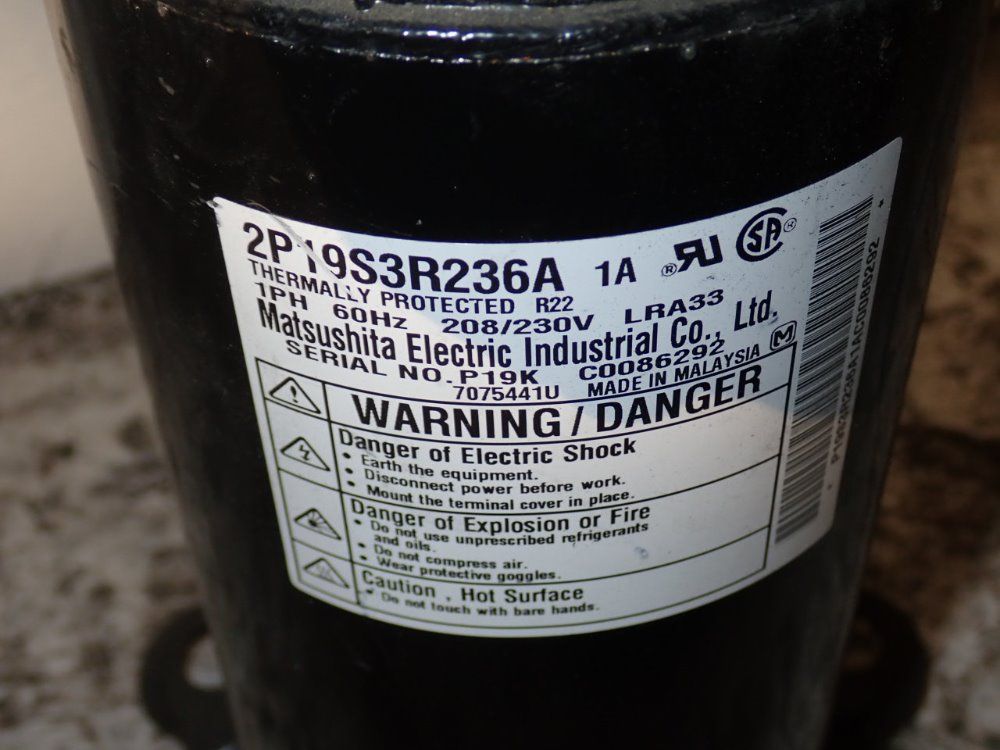 2P19S3R236A 1A ® RU CSA ®
THERMALLY PROTECTED R22
1PH 60Hz 208/230V LRA33
Matsushita Electric Industrial Co., Ltd.
SERIAL NO. P19K C0086292
7075441U MADE IN MALAYSIA M
WARNING / DANGER
Danger of Electric Shock
• Earth the equipment.
• Disconnect power before work.
• Mount the terminal cover in place.
Danger of Explosion or Fire
• Do not use unprescribed refrigerants
and oils.
• Do not compress air.
• Wear protective goggles.
Caution , Hot Surface
• Do not touch with bare hands.